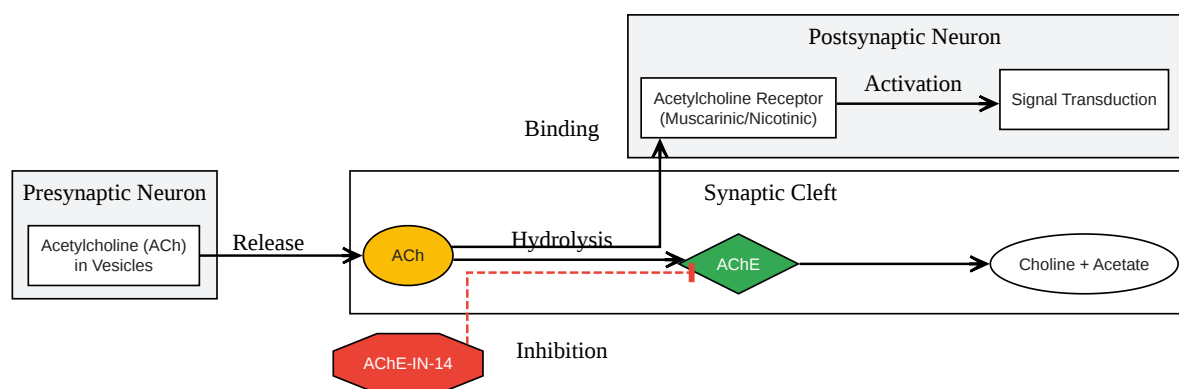 Postsynaptic Neuron
Acetylcholine Receptor
(Muscarinic/Nicotinic)
Activation
Signal Transduction
Binding
Presynaptic Neuron
Acetylcholine (ACh)
in Vesicles
Release
Synaptic Cleft
ACh
Hydrolysis
AChE
Choline + Acetate
AChE-IN-14
Inhibition